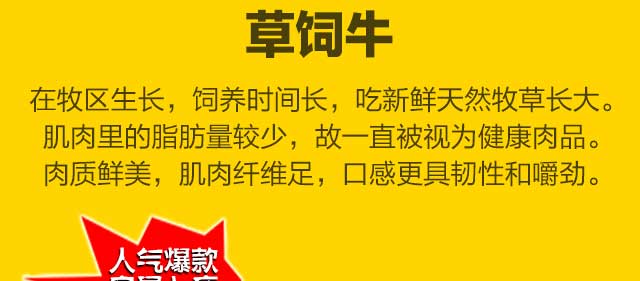 草饲牛
在牧区生长，饲养时间长，吃新鲜天然牧草长大。
肌肉里的脂肪量较少，故一直被视为健康肉品。
肉质鲜美，肌肉纤维足，口感更具韧性和嚼劲。
人气爆款